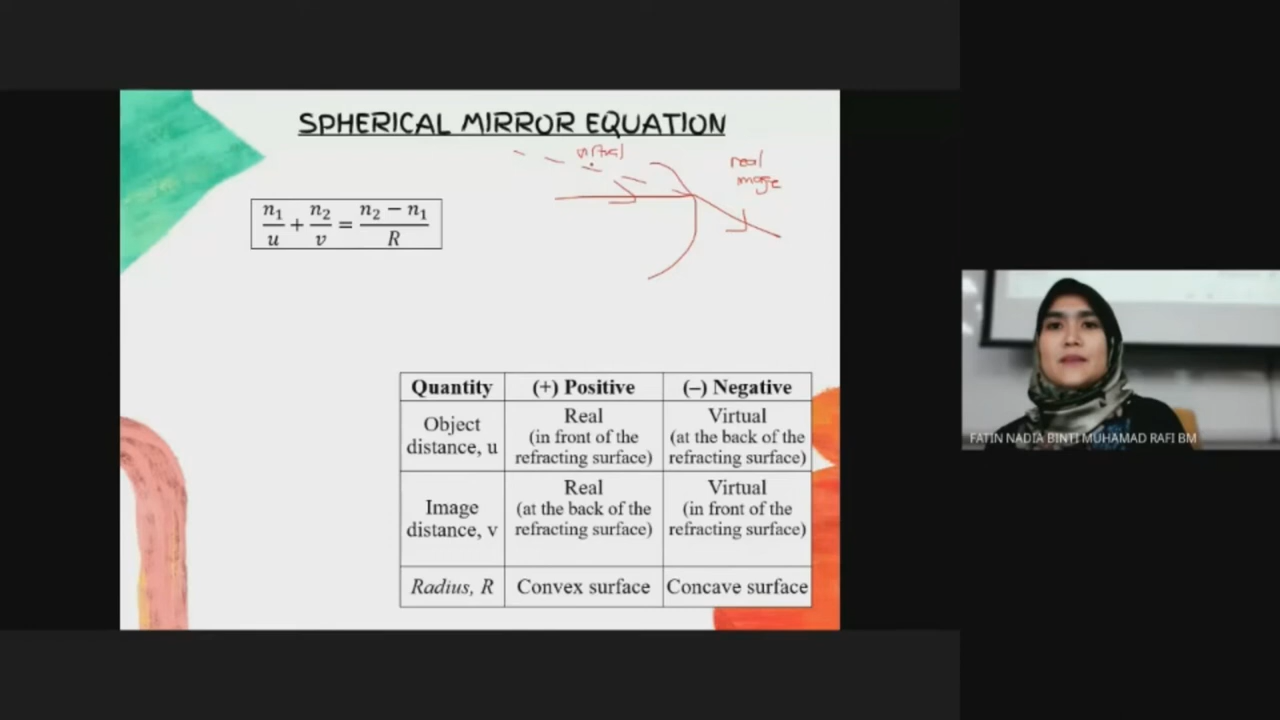 SPHERICAL MIRROR EQUATION
virtual
real
image
n₁/u + n₂/v = (n₂ − n₁)/R
Quantity (+) Positive (–) Negative
Object distance, u
Real
(in front of the
refracting surface)
Virtual
(at the back of the
refracting surface)
Image distance, v
Real
(at the back of the
refracting surface)
Virtual
(in front of the
refracting surface)
Radius, R Convex surface Concave surface
FATIN NADIA BINTI MUHAMAD RAFI BM